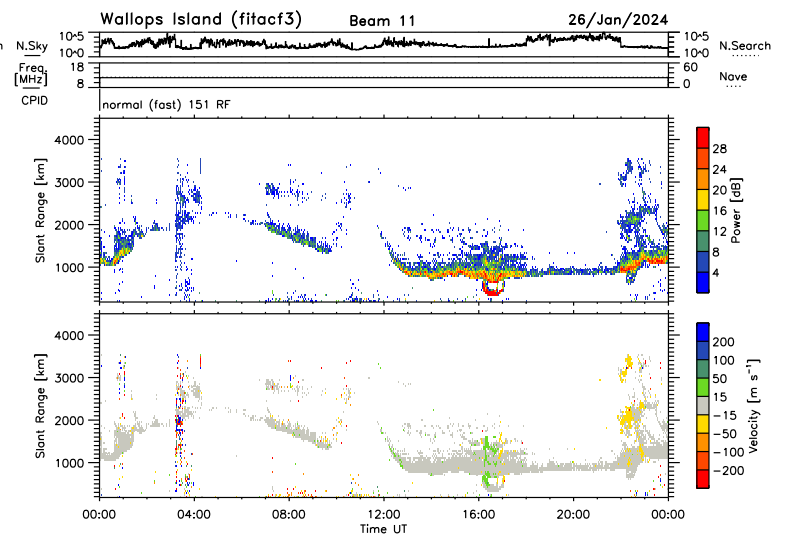 Wallops Island (fitacf3) Beam 11 26/Jan/2024
n N.Sky 10^5 10^5 N.Search
10^0 10^0
Freq. 18 60 Nave
[MHz] 8 0
CPID normal (fast) 151 RF
Slant Range [km]
4000
3000
2000
1000
28
24
20
16
12
8
4
Power [dB]
Slant Range [km]
4000
3000
2000
1000
200
100
50
15
-15
-50
-100
-200
Velocity [m s⁻¹]
00:00 04:00 08:00 12:00 16:00 20:00 00:00
Time UT